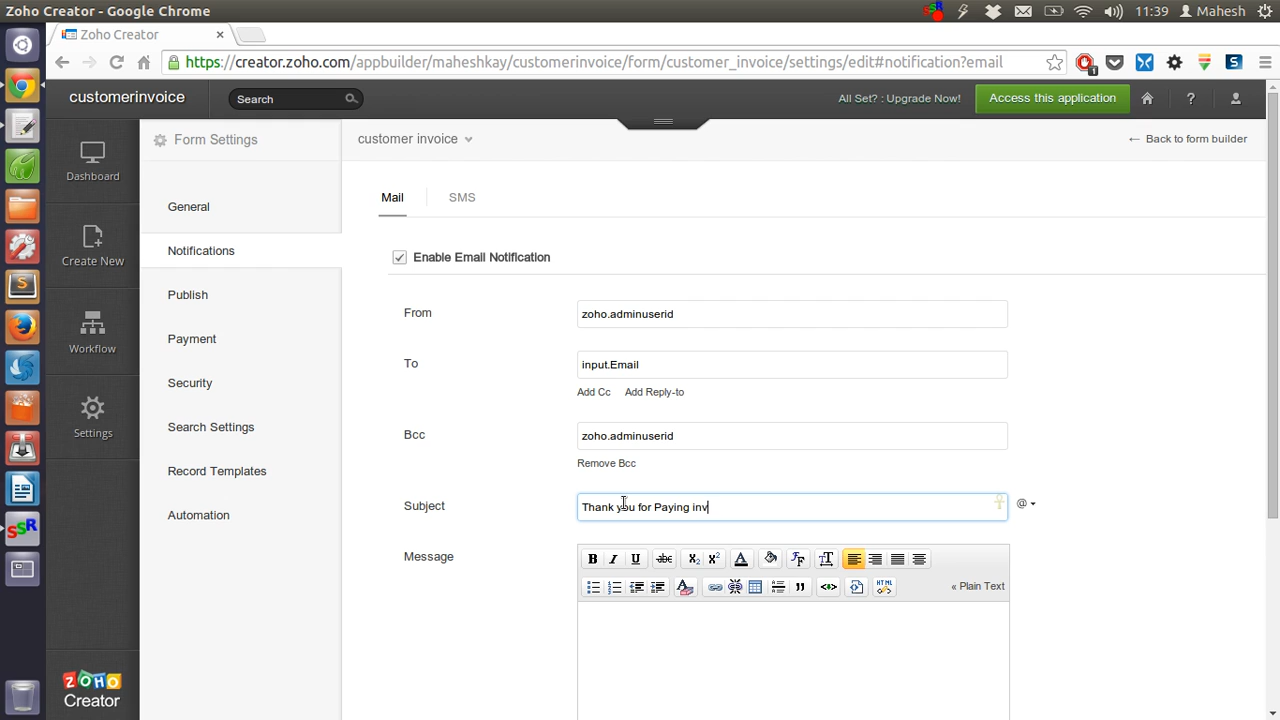 Zoho Creator - Google Chrome
11:39 Mahesh
Zoho Creator
https://creator.zoho.com/appbuilder/maheshkay/customerinvoice/form/customer_invoice/settings/edit#notification?email
customerinvoice
Search
All Set? : Upgrade Now!
Access this application
Form Settings
customer invoice
← Back to form builder
Dashboard
Create New
Workflow
Settings
General
Notifications
Publish
Payment
Security
Search Settings
Record Templates
Automation
Mail
SMS
Enable Email Notification
From
zoho.adminuserid
To
input.Email
Add Cc Add Reply-to
Bcc
zoho.adminuserid
Remove Bcc
Subject
Thank you for Paying inv
@
Message
« Plain Text
ZOHO
Creator